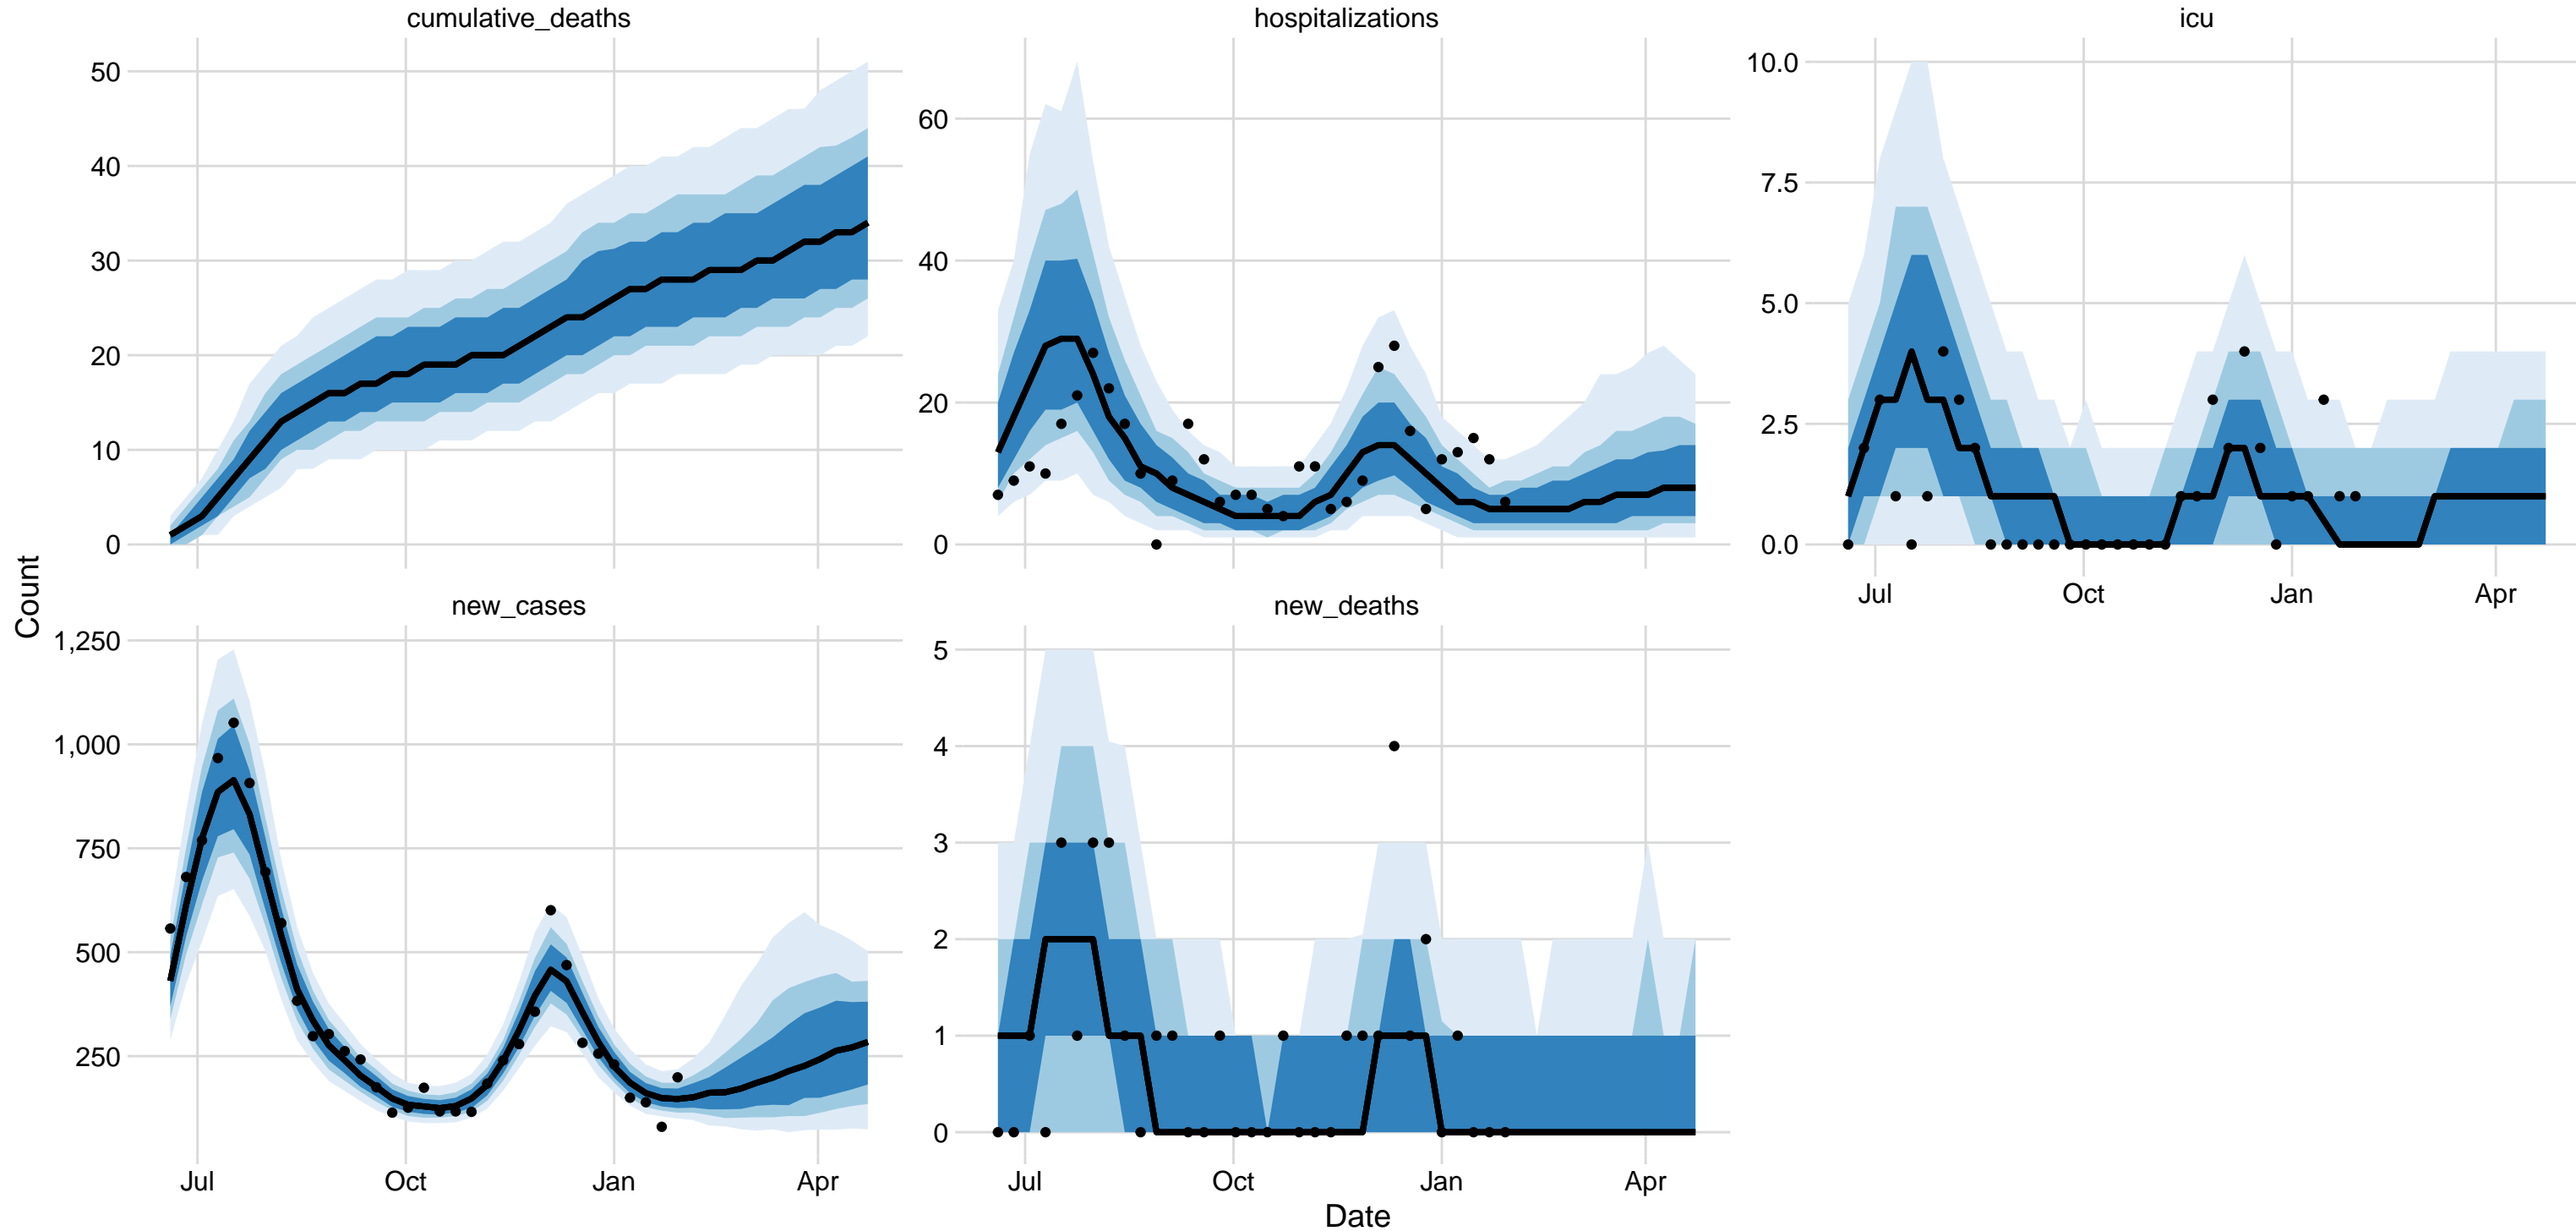 cumulative_deaths
hospitalizations
icu
50
40
30
20
10
0
60
40
20
0
10.0
7.5
5.0
2.5
0.0
Jul Oct Jan Apr
Count
new_cases
new_deaths
1,250
1,000
750
500
250
5
4
3
2
1
0
Jul Oct Jan Apr
Jul Oct Jan Apr
Date